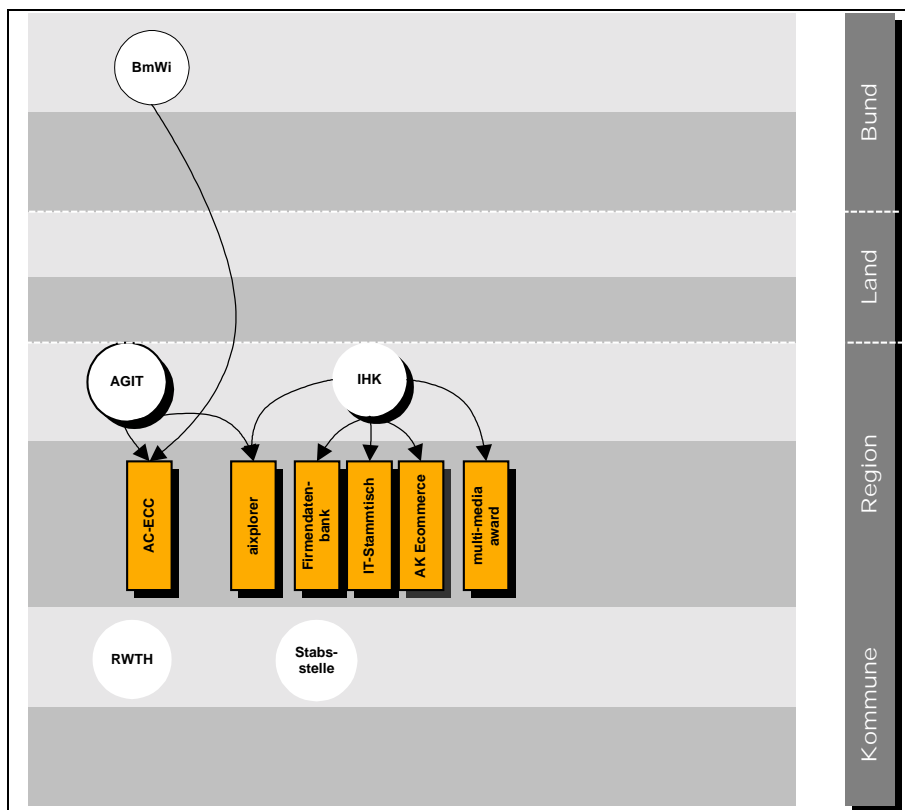 BmWi
Bund
Land
AGIT
IHK
Region
AC-ECC
aixplorer
Firmendaten-
bank
IT-Stammtisch
AK Ecommerce
multi-media
award
RWTH
Stabs-
stelle
Kommune